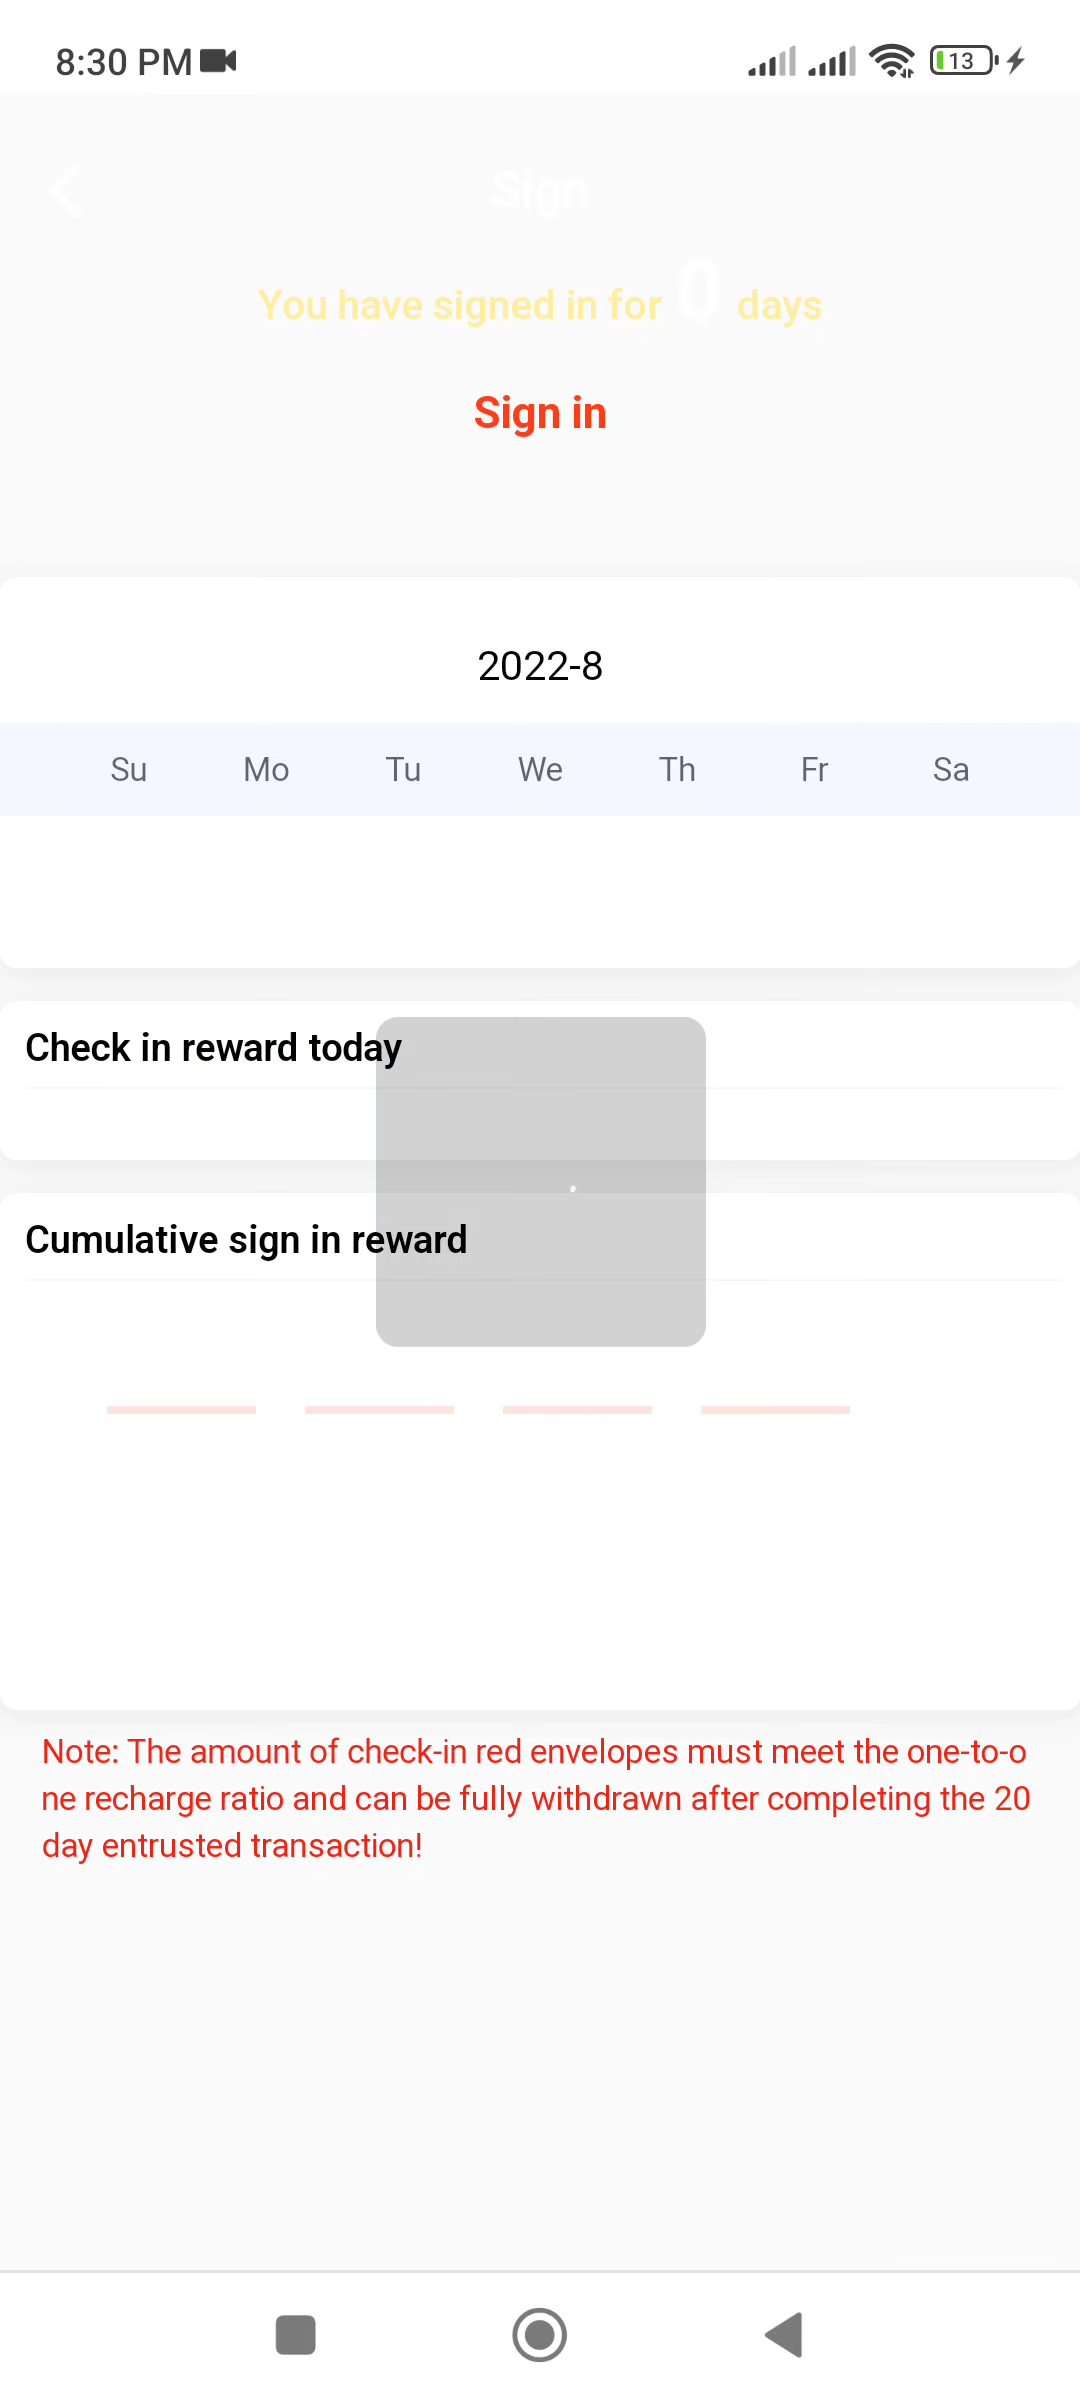 8:30 PM
13
Sign
You have signed in for 0 days
Sign in
2022-8
Su Mo Tu We Th Fr Sa
Check in reward today
Cumulative sign in reward
Note: The amount of check-in red envelopes must meet the one-to-o
ne recharge ratio and can be fully withdrawn after completing the 20
day entrusted transaction!